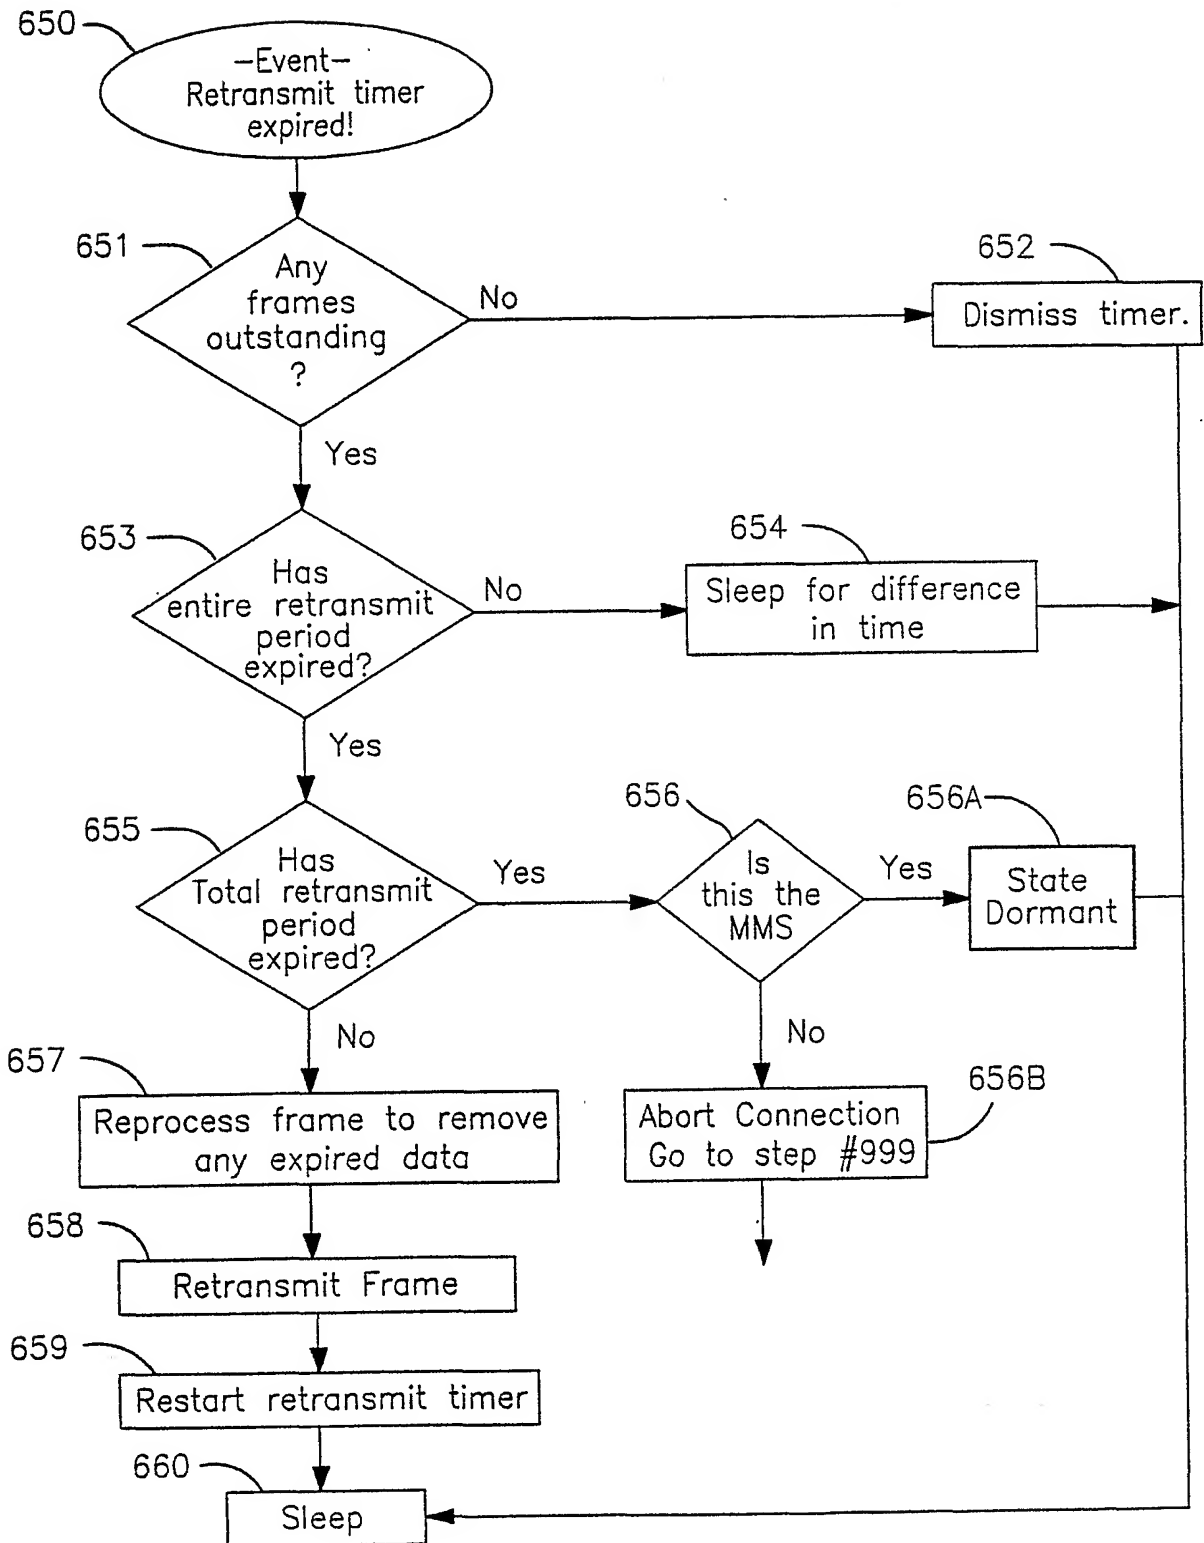 650
–Event–
Retransmit timer
expired!
651
Any
frames
outstanding
?
No
652
Dismiss timer.
Yes
653
Has
entire retransmit
period
expired?
No
654
Sleep for difference
in time
Yes
655
Has
Total retransmit
period
expired?
Yes
656
Is
this the
MMS
Yes
656A
State
Dormant
No
No
657
Reprocess frame to remove
any expired data
656B
Abort Connection
Go to step #999
658
Retransmit Frame
659
Restart retransmit timer
660
Sleep